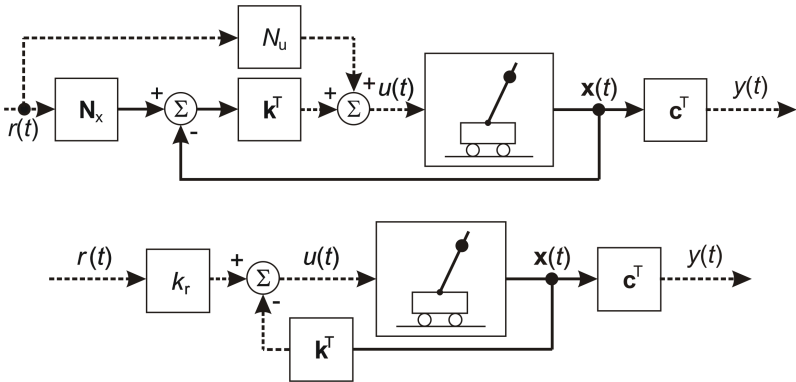 Nu
+
+ u(t) x(t) y(t)
r(t) Nx Σ kT + Σ cT
-
r(t) + u(t) x(t) y(t)
kr Σ cT
-
kT